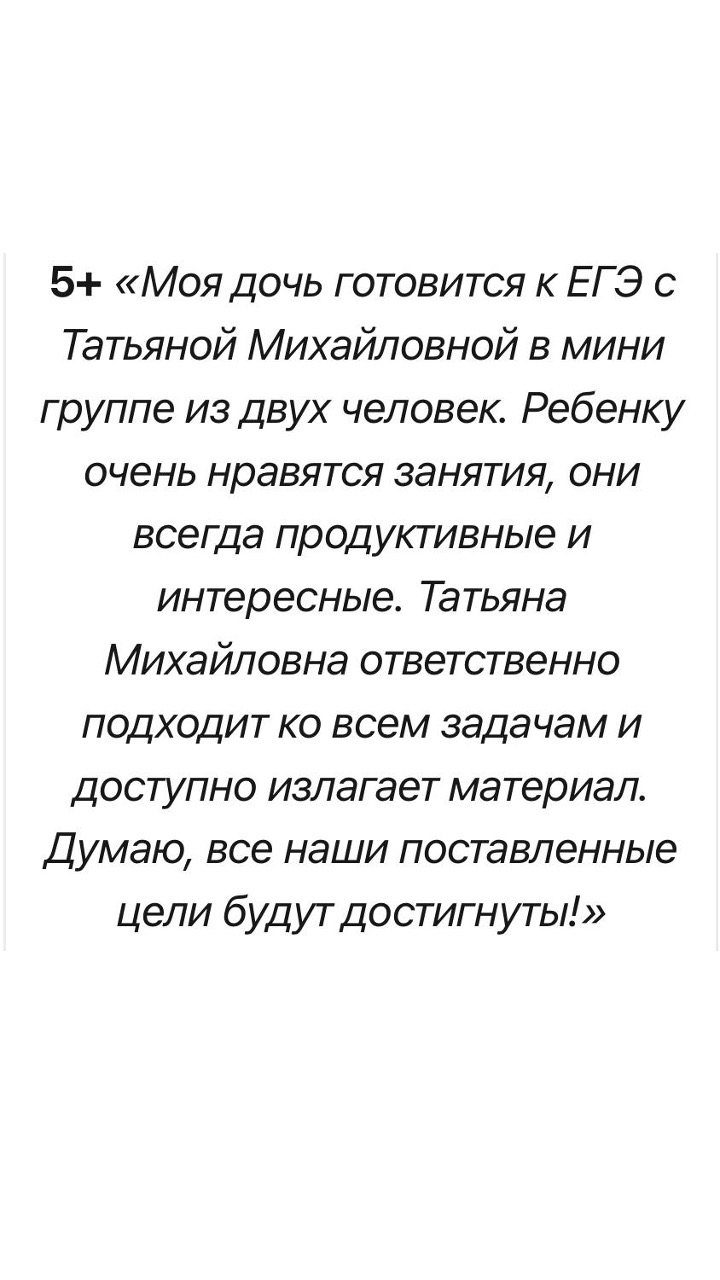 5+ «Моя дочь готовится к ЕГЭ с
Татьяной Михайловной в мини
группе из двух человек. Ребенку
очень нравятся занятия, они
всегда продуктивные и
интересные. Татьяна
Михайловна ответственно
подходит ко всем задачам и
доступно излагает материал.
Думаю, все наши поставленные
цели будут достигнуты!»